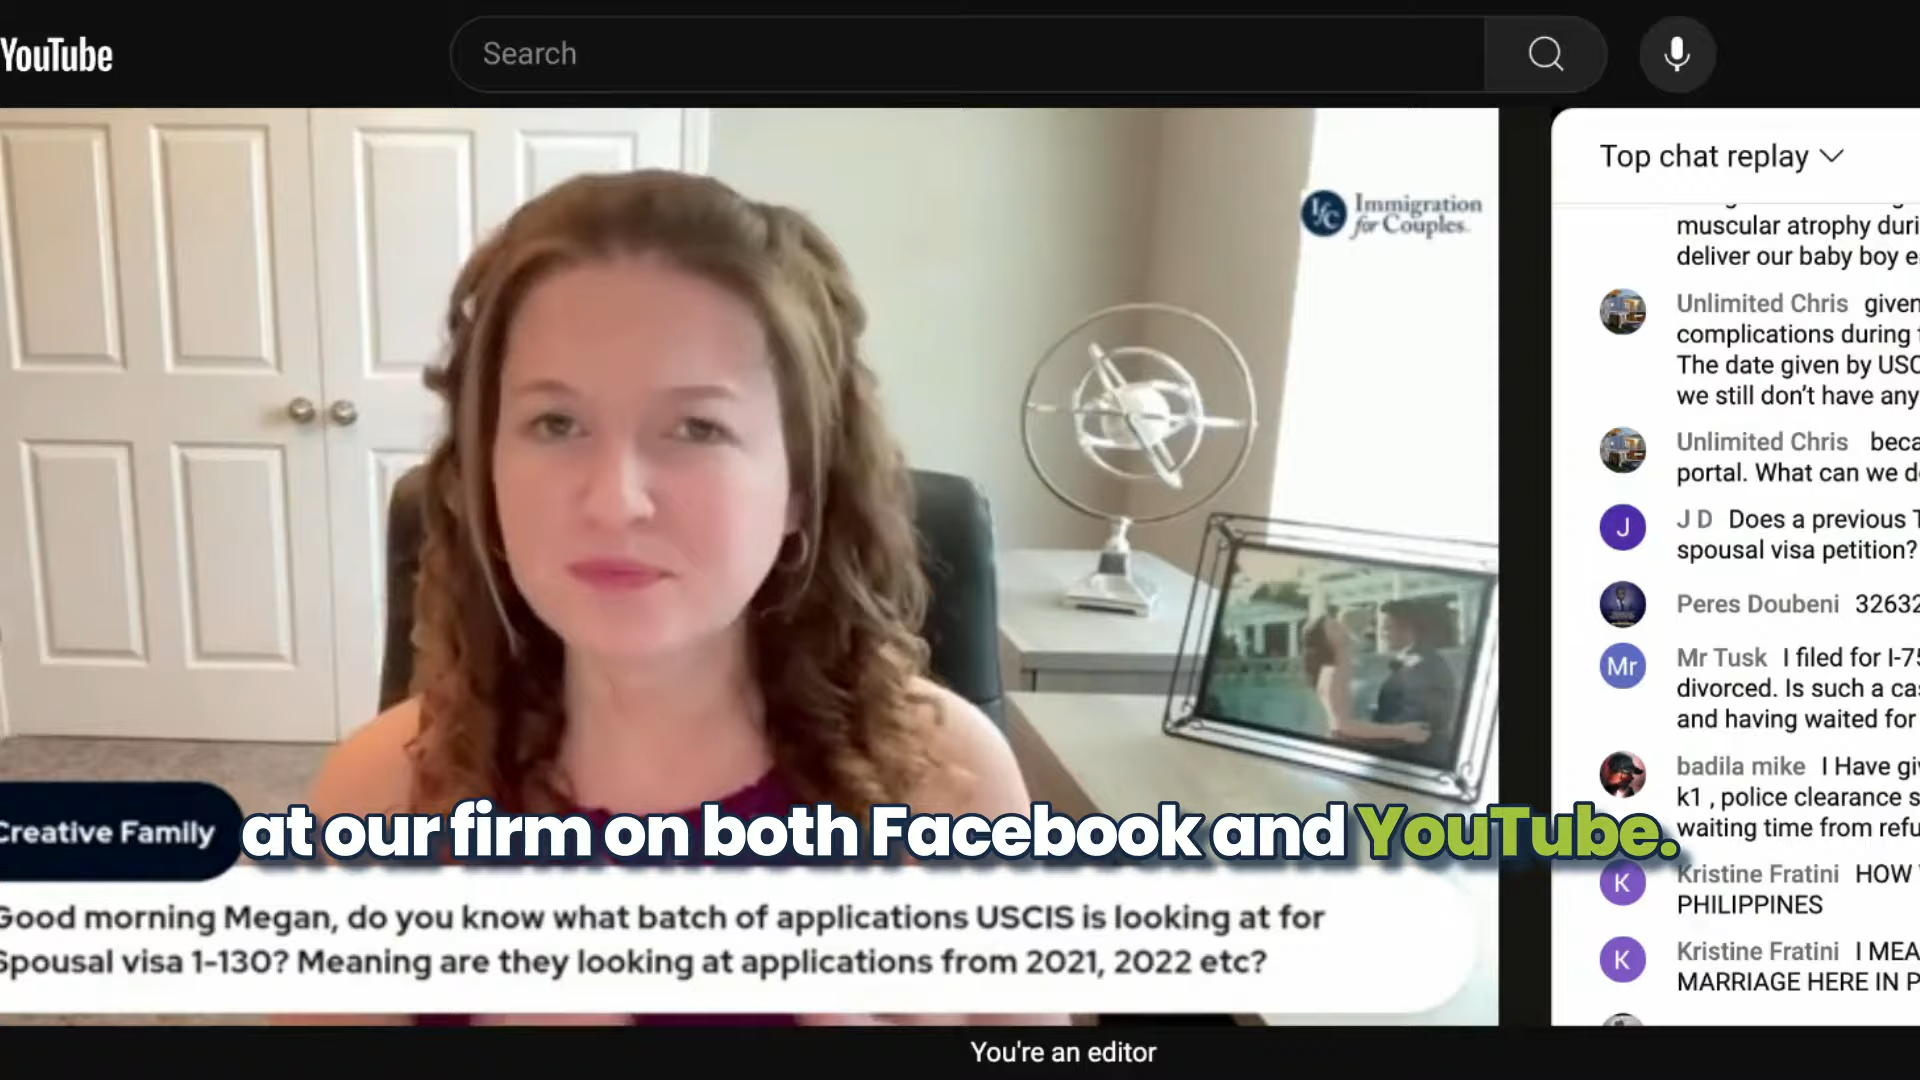 YouTube
Search
Immigration
for Couples
IfC
Top chat replay
muscular atrophy duri
deliver our baby boy e
Unlimited Chris given
complications during
The date given by USC
we still don't have any
Unlimited Chris beca
portal. What can we d
J
J D Does a previous T
spousal visa petition?
Peres Doubeni 32632
Mr
Mr Tusk I filed for I-75
divorced. Is such a cas
and having waited for
badila mike I Have giv
k1 , police clearance s
waiting time from refu
K
Kristine Fratini HOW
PHILIPPINES
K
Kristine Fratini I MEA
MARRIAGE HERE IN P
Creative Family
at our firm on both Facebook and YouTube.
Good morning Megan, do you know what batch of applications USCIS is looking at for
Spousal visa 1-130? Meaning are they looking at applications from 2021, 2022 etc?
You're an editor